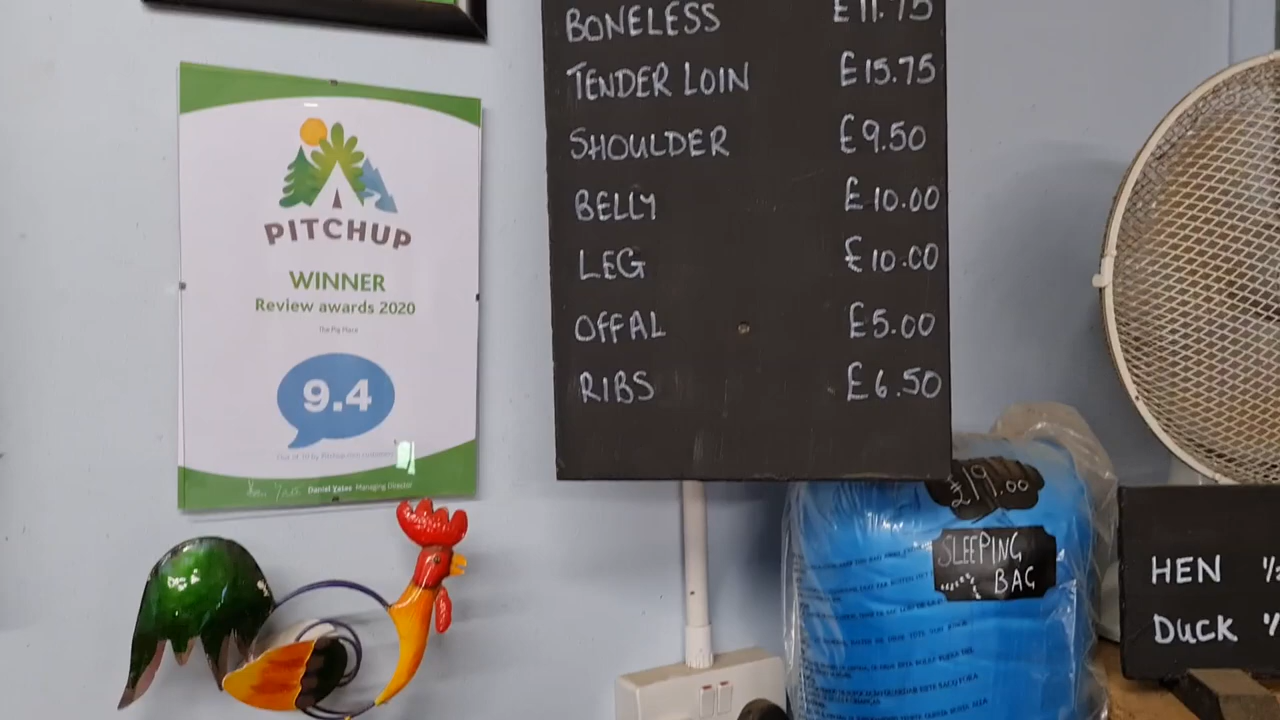 PITCHUP
WINNER
Review awards 2020
The Pig Place
9.4
Daniel Yates Managing Director
BONELESS £11.75
TENDER LOIN £15.75
SHOULDER £9.50
BELLY £10.00
LEG £10.00
OFFAL £5.00
RIBS £6.50
£19.00
SLEEPING
BAG
HEN
DUCK